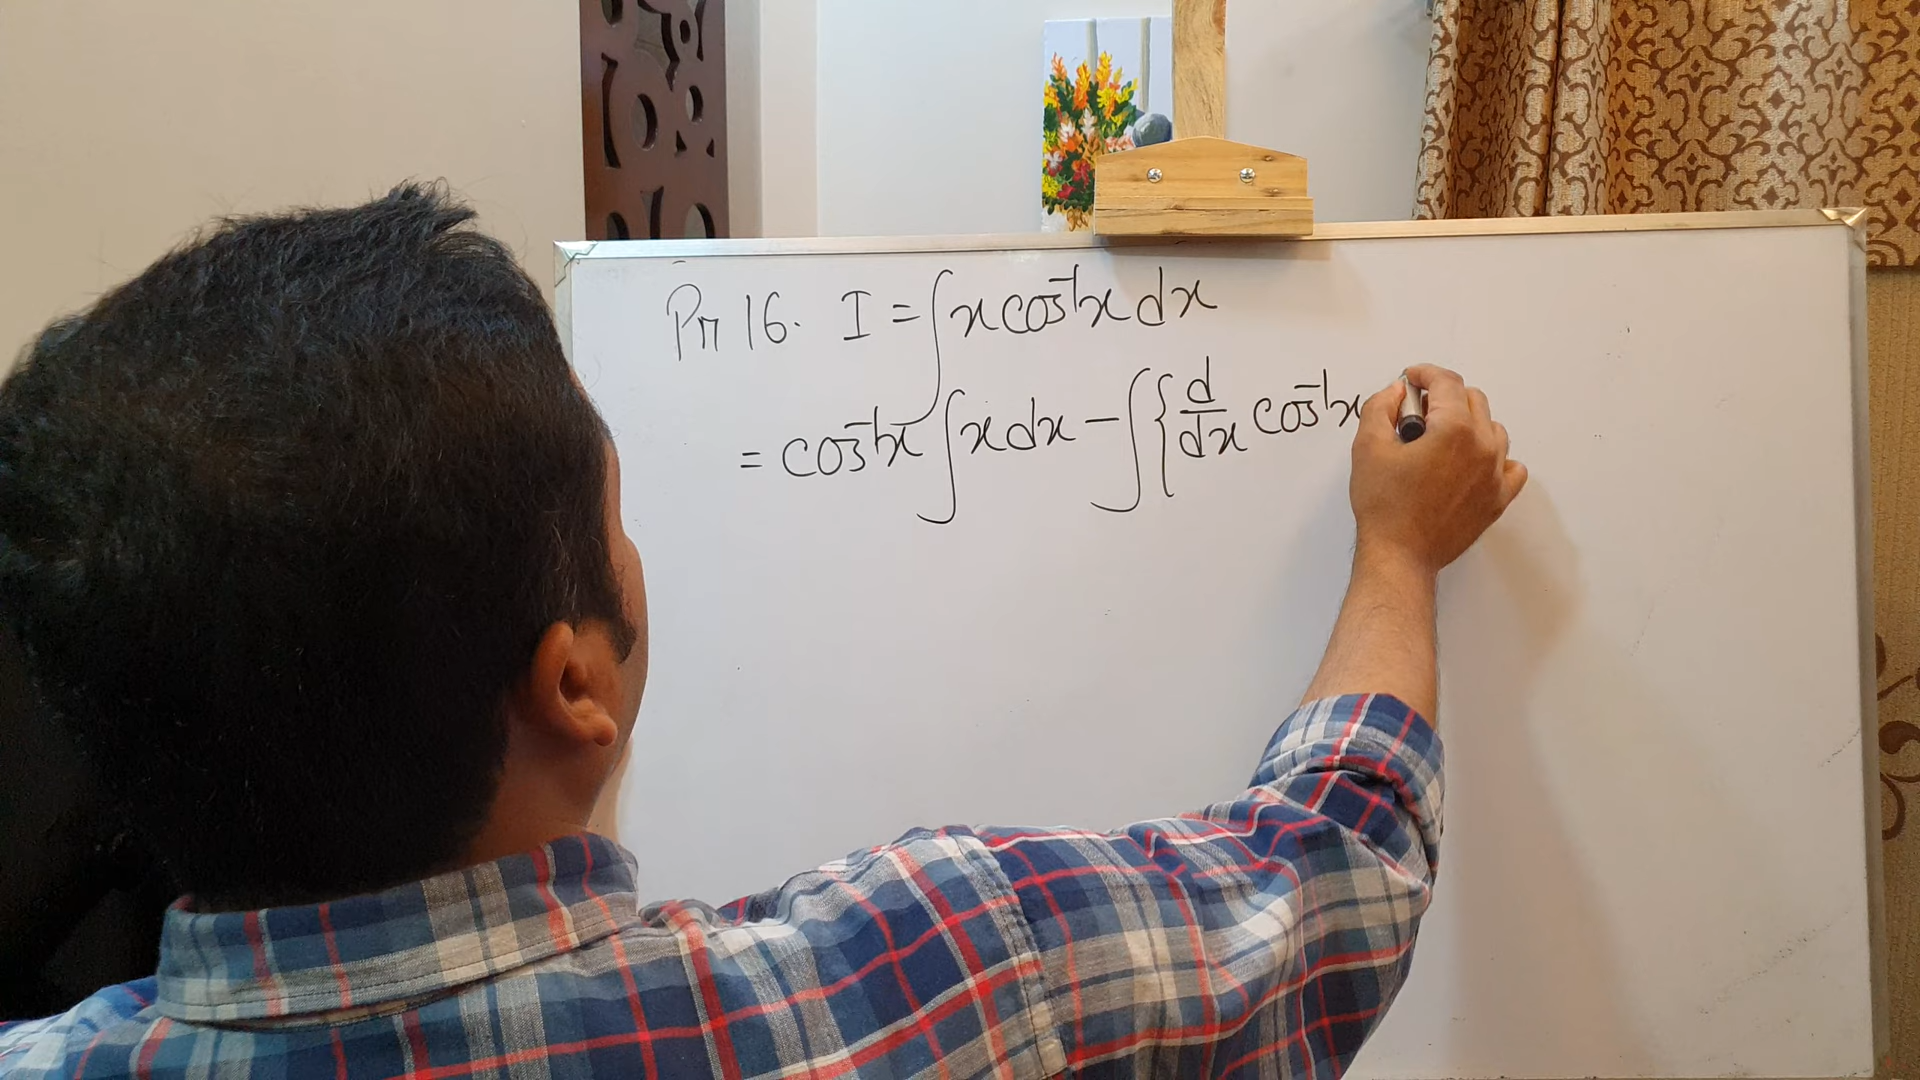 Pr 16. I = ∫ x cos⁻¹x dx
= cos⁻¹x ∫ x dx − ∫ { d/dx cos⁻¹x